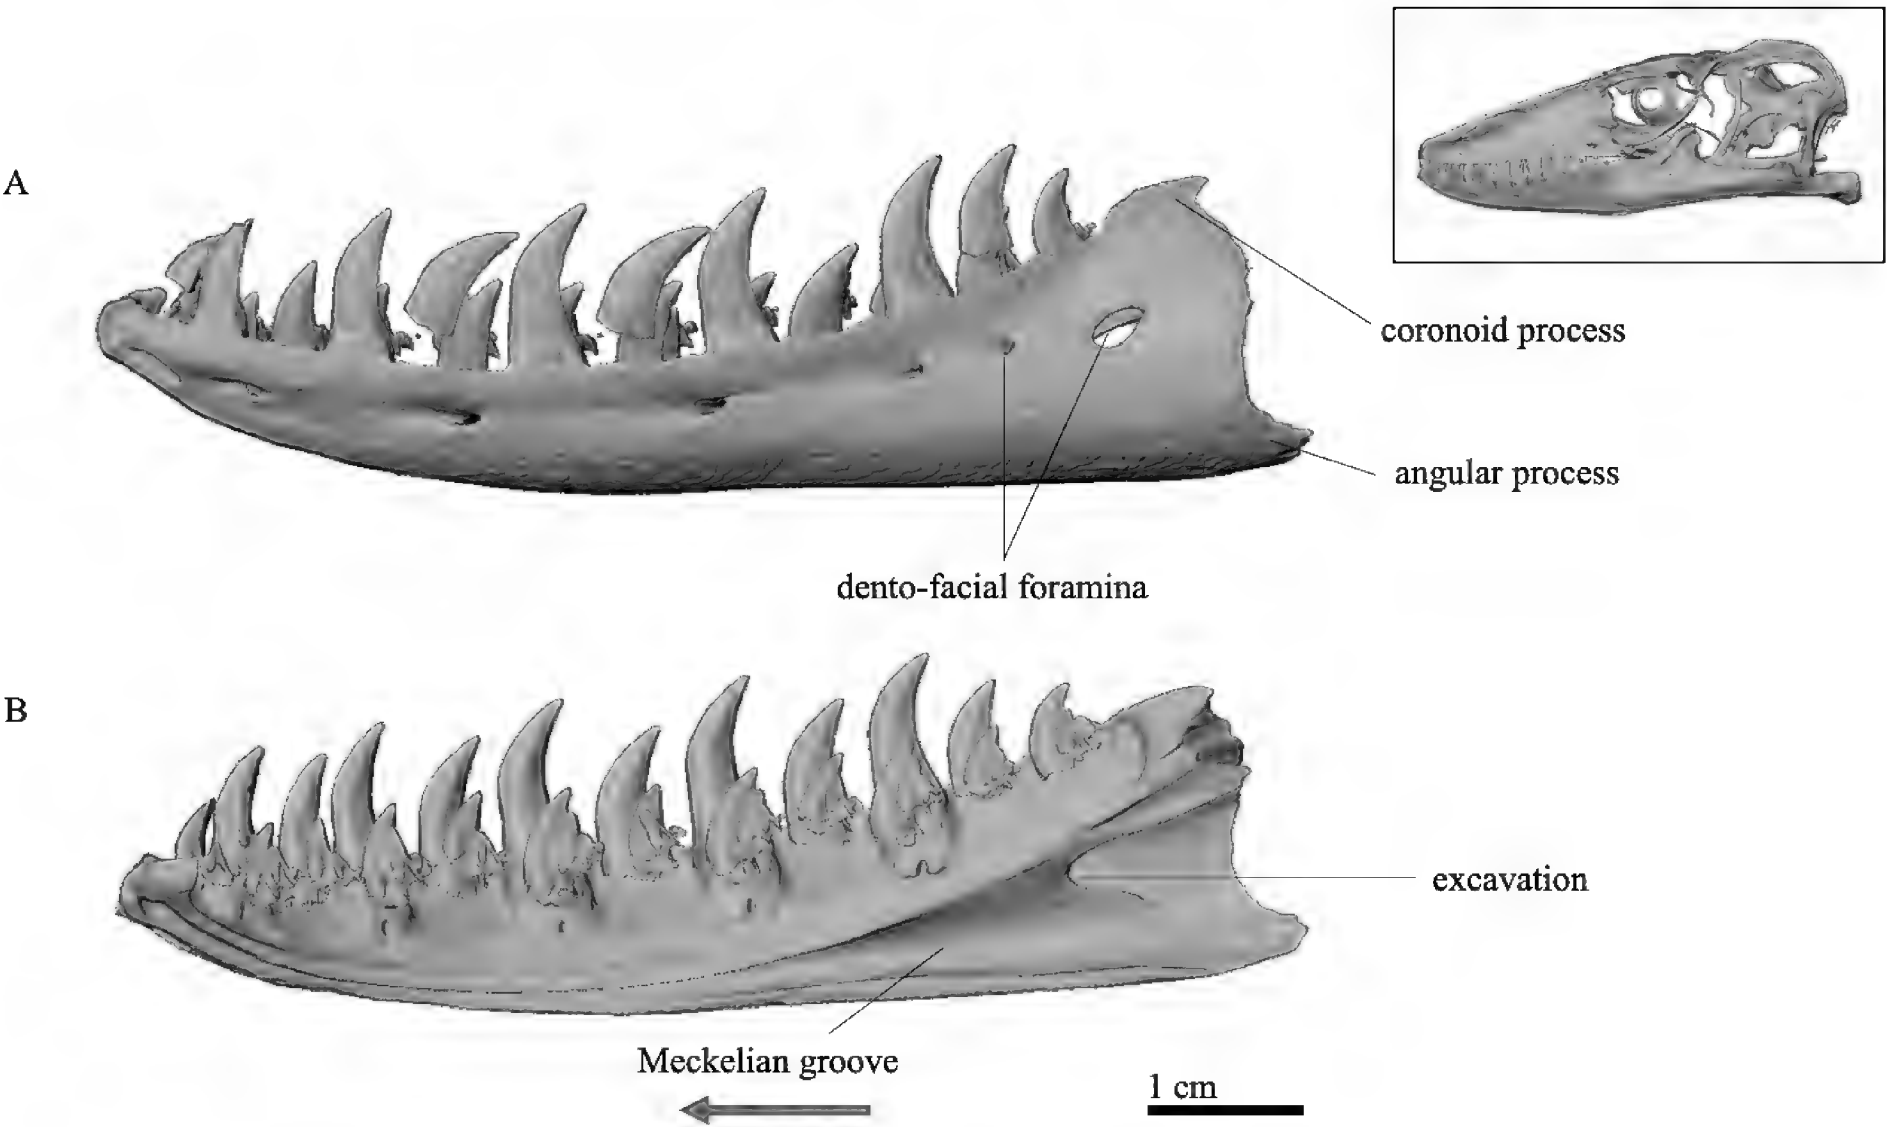 A
coronoid process
angular process
dento-facial foramina
B
excavation
Meckelian groove
1 cm